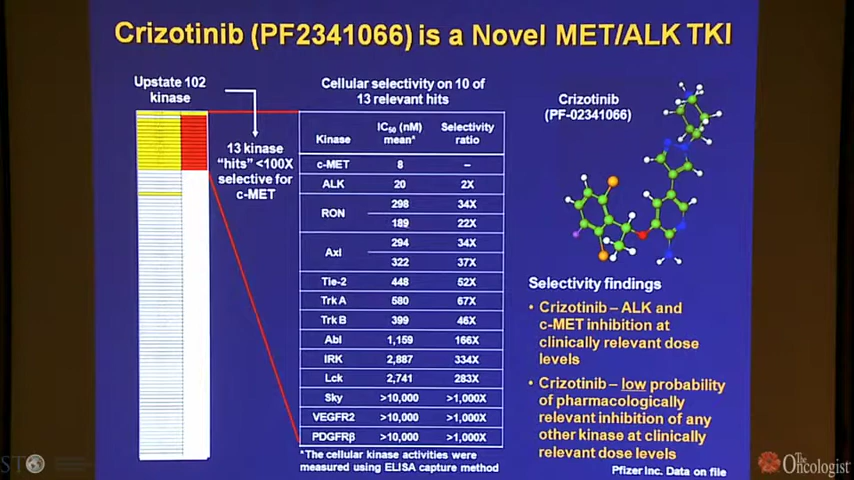 Crizotinib (PF2341066) is a Novel MET/ALK TKI
Upstate 102
kinase
13 kinase
"hits" <100X
selective for
c-MET
Cellular selectivity on 10 of
13 relevant hits
Kinase IC50 (nM) mean* Selectivity ratio
c-MET 8 –
ALK 20 2X
RON 298 34X
189 22X
Axl 294 34X
322 37X
Tie-2 448 52X
Trk A 580 67X
Trk B 399 46X
Abl 1,159 166X
IRK 2,887 334X
Lck 2,741 283X
Sky >10,000 >1,000X
VEGFR2 >10,000 >1,000X
PDGFRβ >10,000 >1,000X
*The cellular kinase activities were
measured using ELISA capture method
Crizotinib
(PF-02341066)
Selectivity findings
• Crizotinib – ALK and
c-MET inhibition at
clinically relevant dose
levels
• Crizotinib – low probability
of pharmacologically
relevant inhibition of any
other kinase at clinically
relevant dose levels
Pfizer Inc. Data on file
The
Oncologist